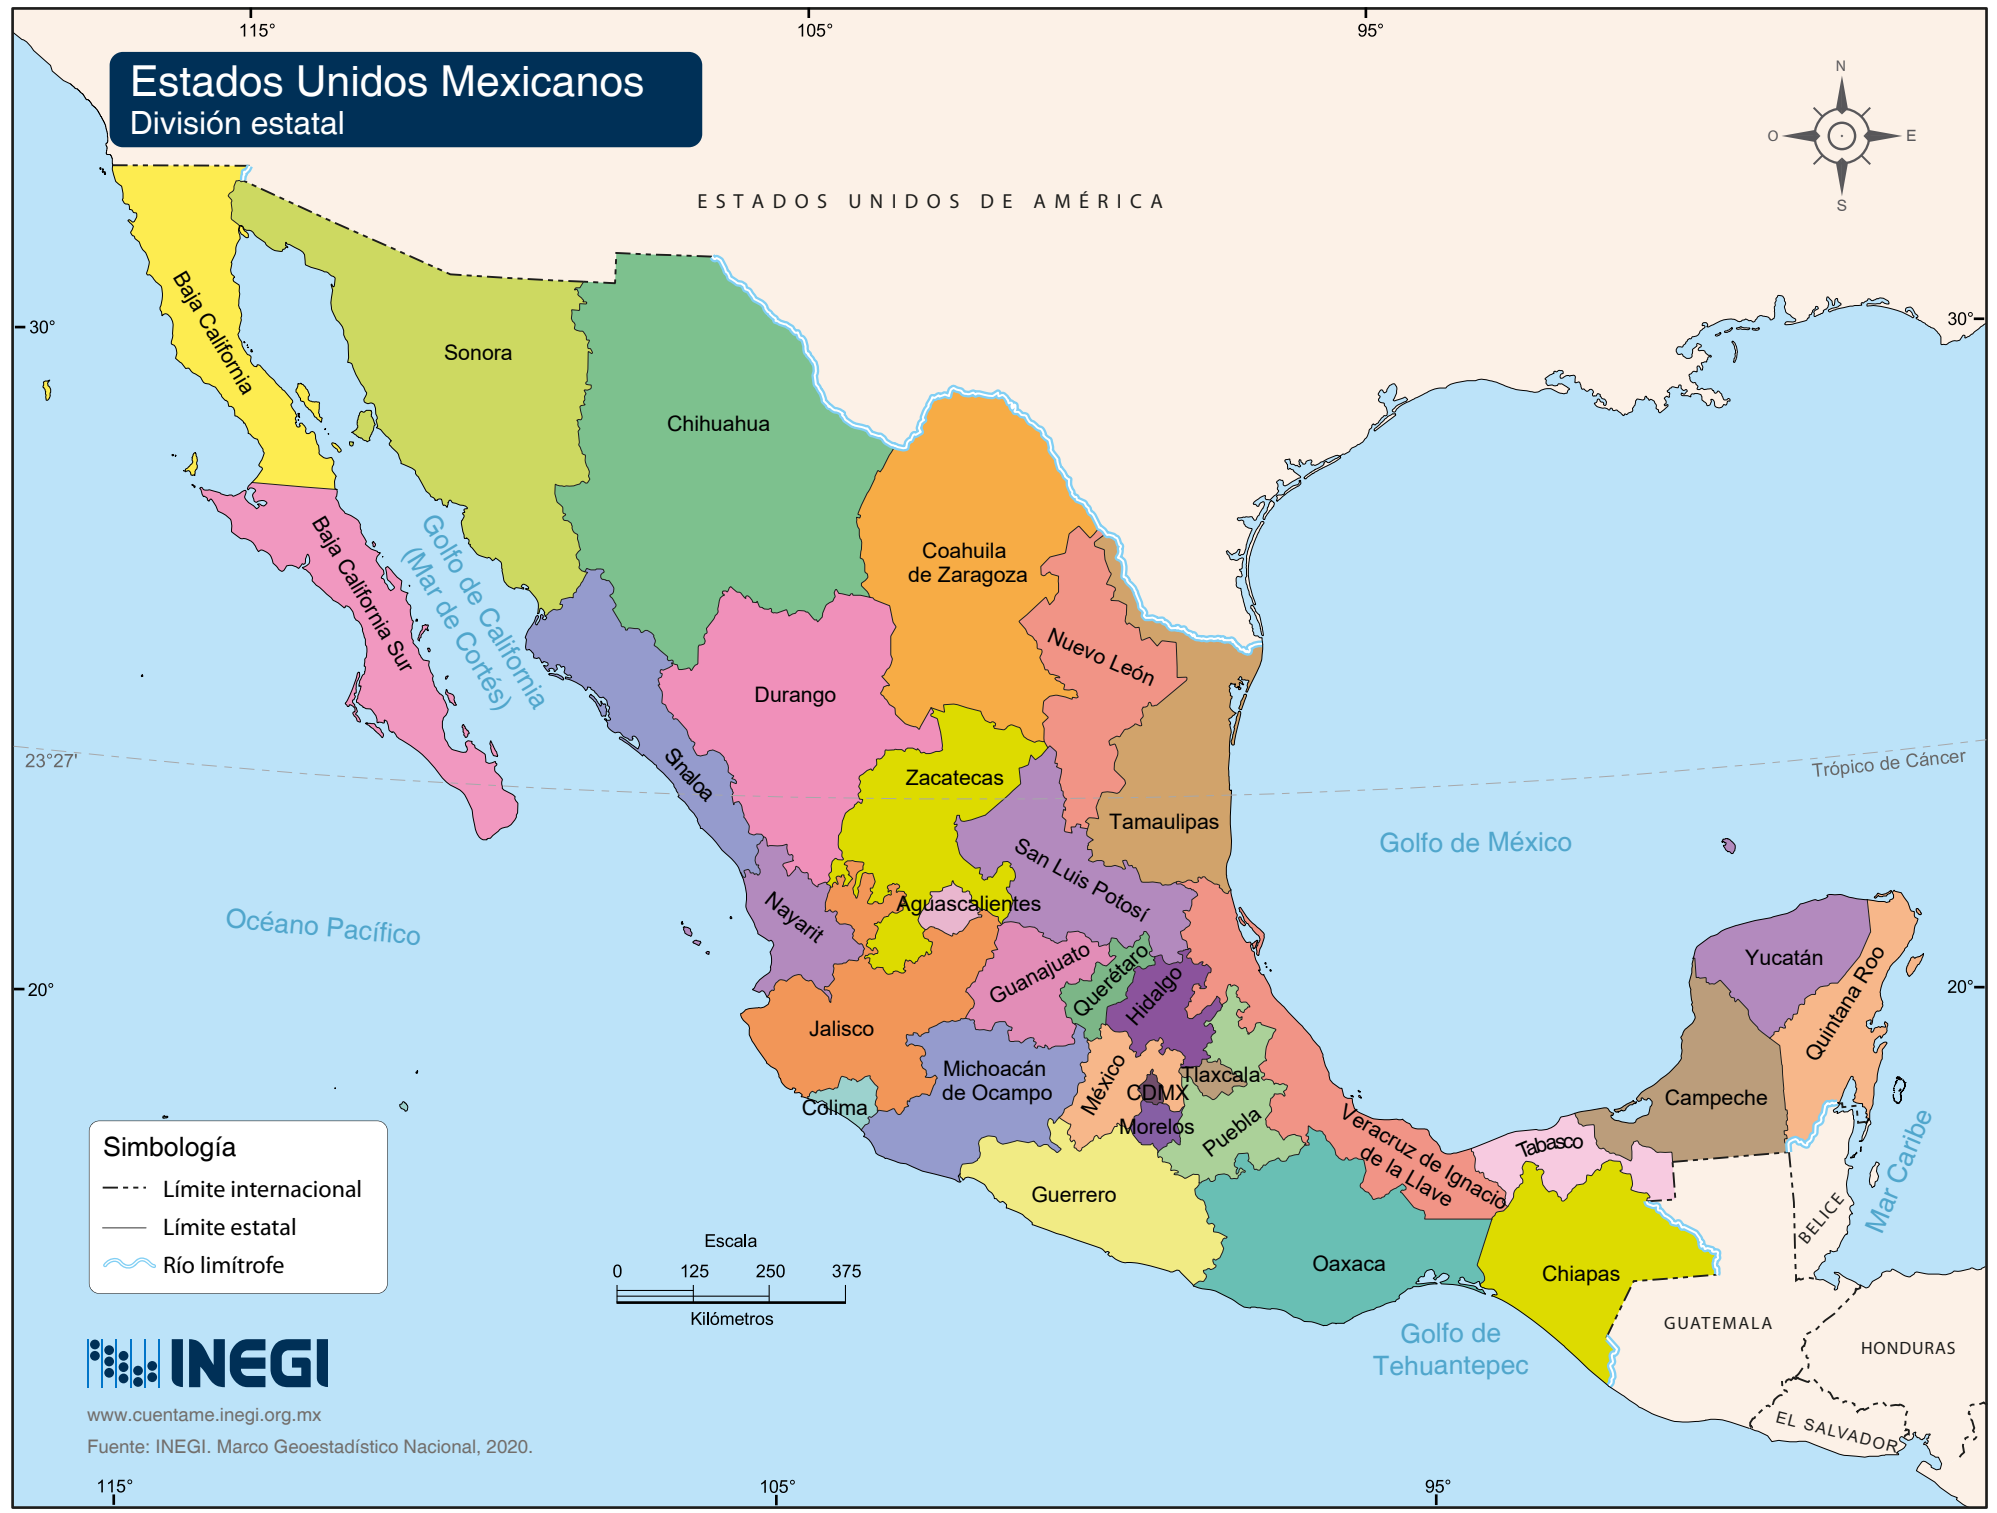 115°
105°
95°
Estados Unidos Mexicanos
División estatal
N
O
E
S
ESTADOS UNIDOS DE AMÉRICA
30°
30°
Baja California
Sonora
Chihuahua
Coahuila
de Zaragoza
Baja California Sur
Golfo de California
(Mar de Cortés)
Nuevo León
Durango
23°27'
Trópico de Cáncer
Sinaloa
Zacatecas
Tamaulipas
Golfo de México
San Luis Potosí
Océano Pacífico
Nayarit
Aguascalientes
Yucatán
Guanajuato
Querétaro
Hidalgo
Quintana Roo
20°
20°
Jalisco
Michoacán
de Ocampo
México
Tlaxcala
CDMX
Campeche
Colima
Morelos
Puebla
Veracruz de Ignacio
de la Llave
Tabasco
Mar Caribe
Simbología
Límite internacional
Límite estatal
Río limítrofe
Guerrero
BELICE
Escala
0 125 250 375
Kilómetros
Oaxaca
Chiapas
GUATEMALA
HONDURAS
Golfo de
Tehuantepec
INEGI
www.cuentame.inegi.org.mx
EL SALVADOR
Fuente: INEGI. Marco Geoestadístico Nacional, 2020.
115°
105°
95°